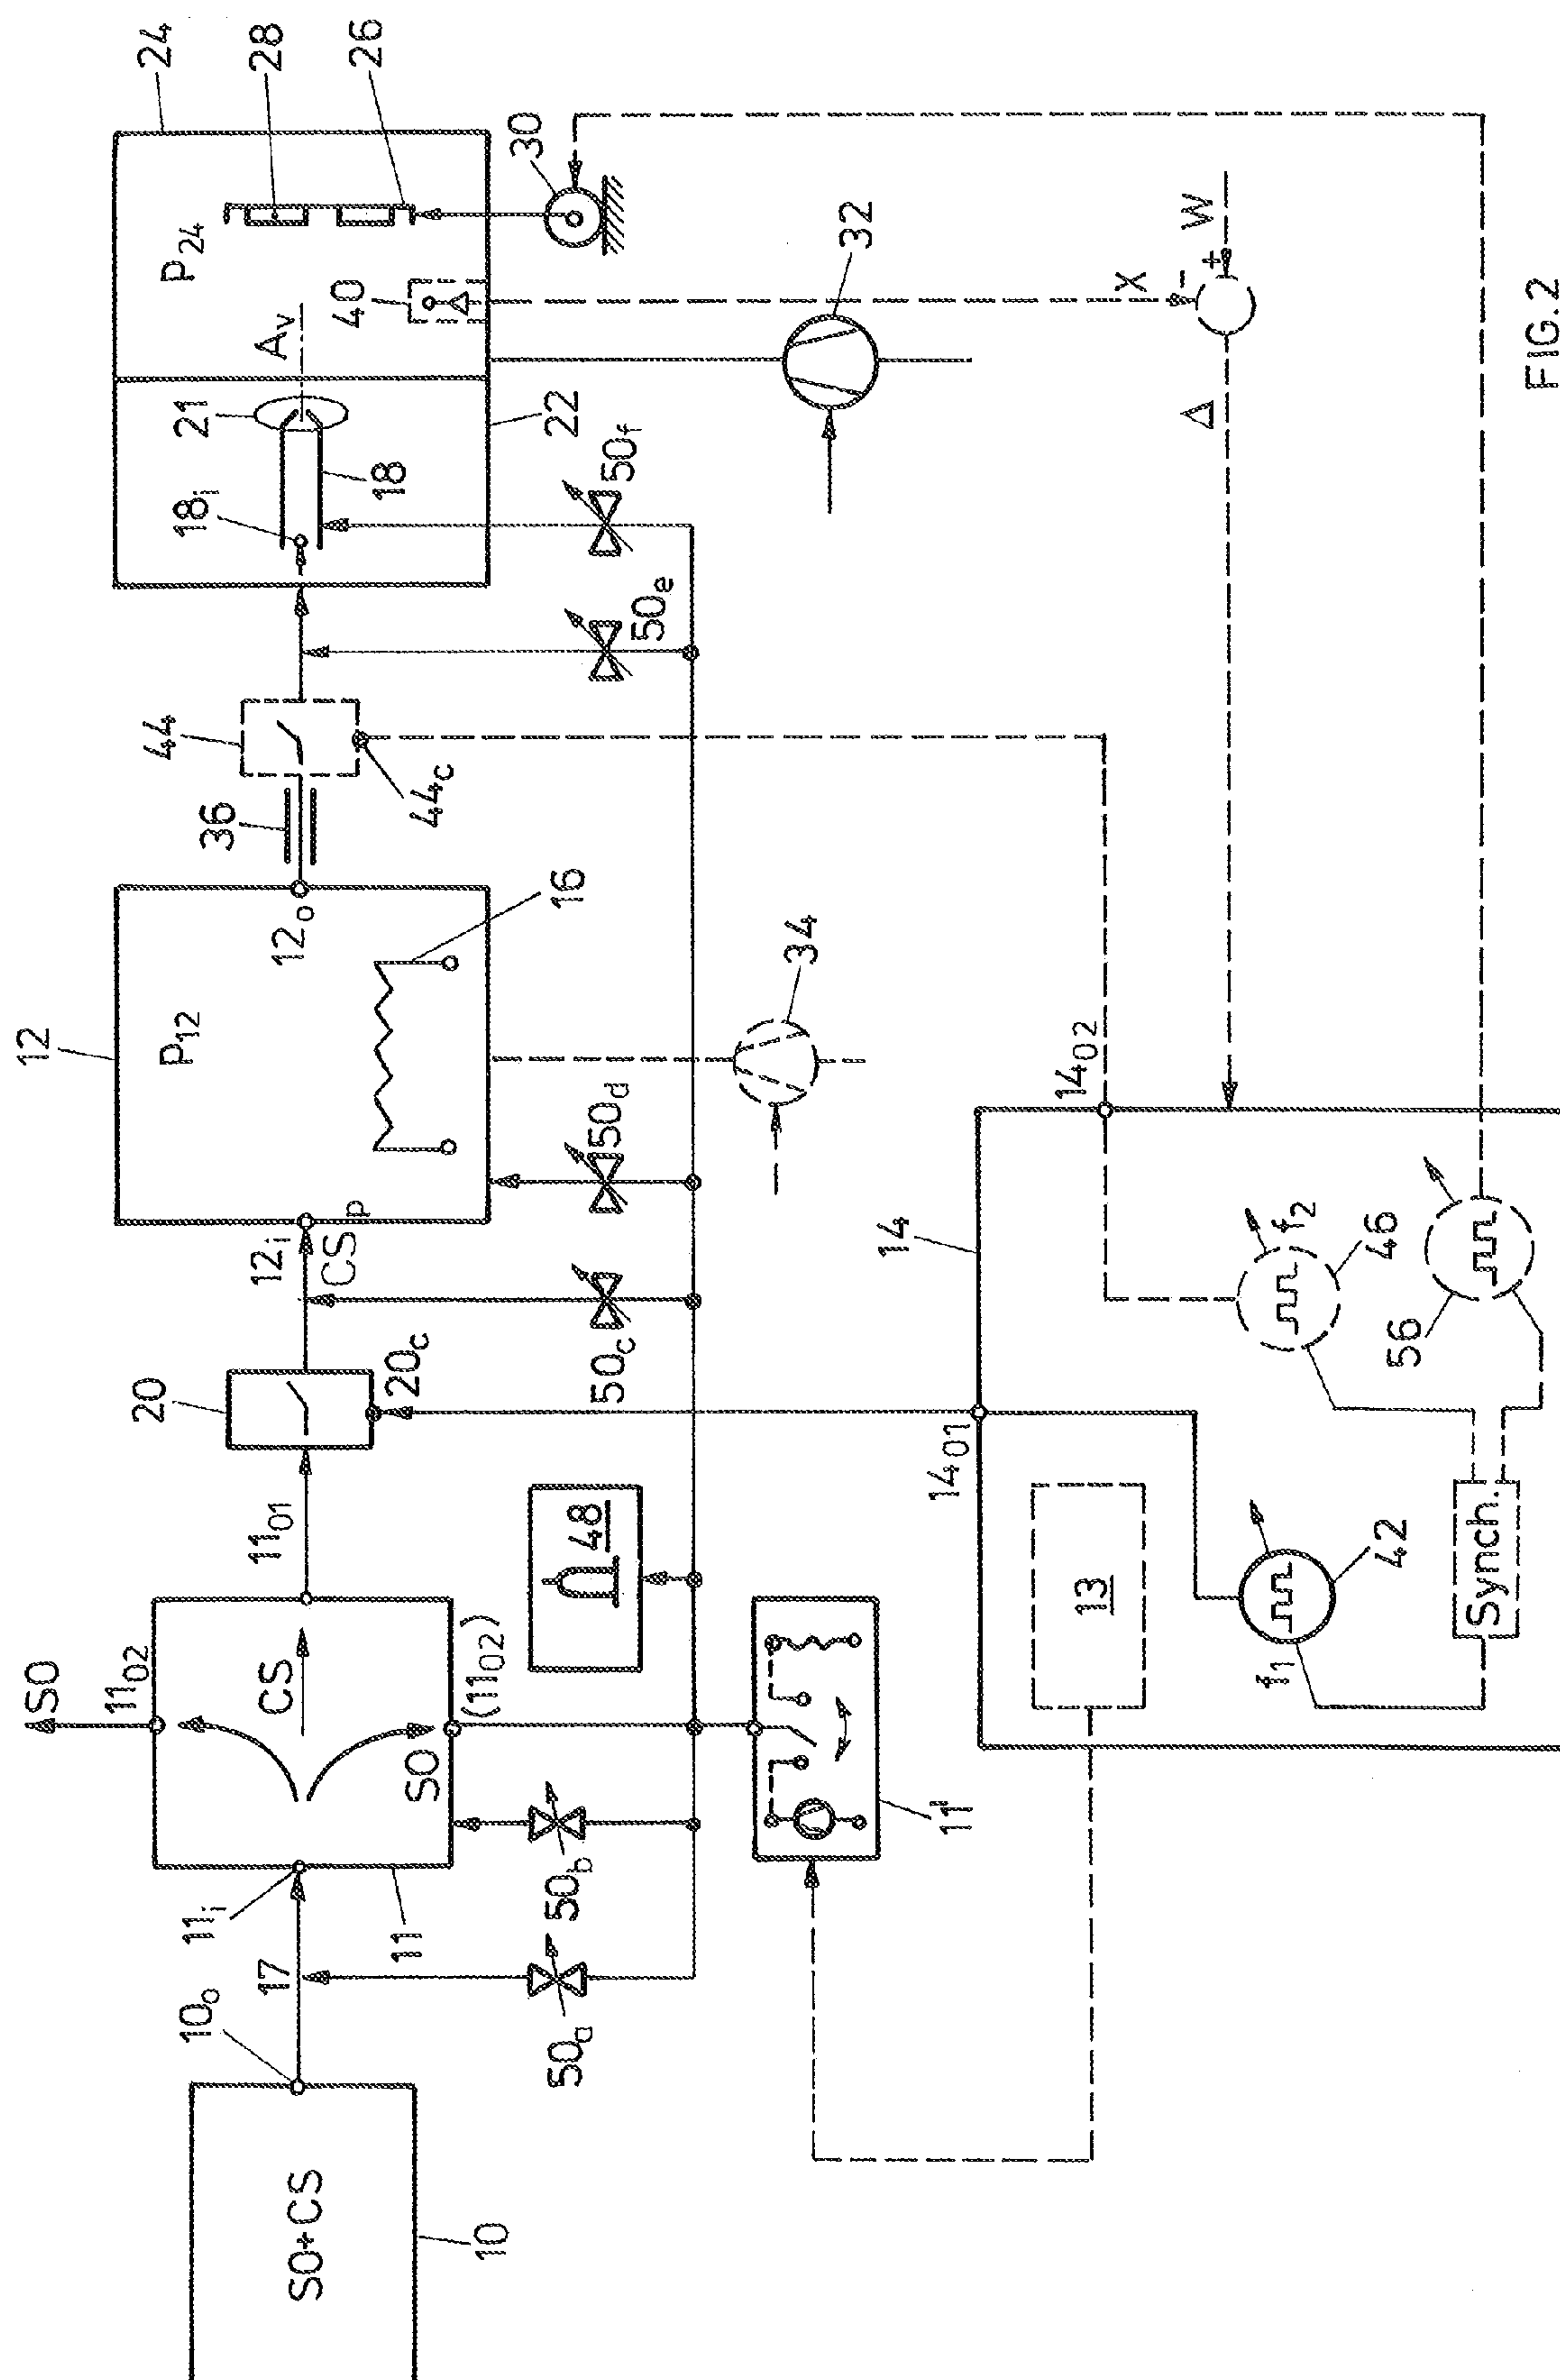 SO+CS
10
10o
17
11i
11
SO
1102
CS
SO
(1102)
1101
50a
50b
48
11'
20
20c
12i
CSp
50c
12
P12
16
12o
50d
34
36
44
44c
50e
18i
18
21
Av
22
50f
24
P24
28
26
40
30
32
X
-
+
W
Δ
14
1401
1402
13
f1
42
f2
46
56
Synch.
FIG. 2